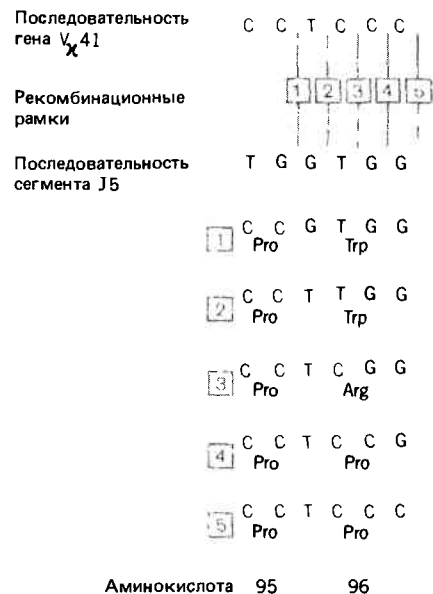 Последовательность C C T C C C
гена Vϰ41
1 2 3 4 5
Рекомбинационные
рамки
Последовательность T G G T G G
сегмента J5
1 C C G T G G
Pro Trp
2 C C T T G G
Pro Trp
3 C C T C G G
Pro Arg
4 C C T C C G
Pro Pro
5 C C T C C C
Pro Pro
Аминокислота 95 96